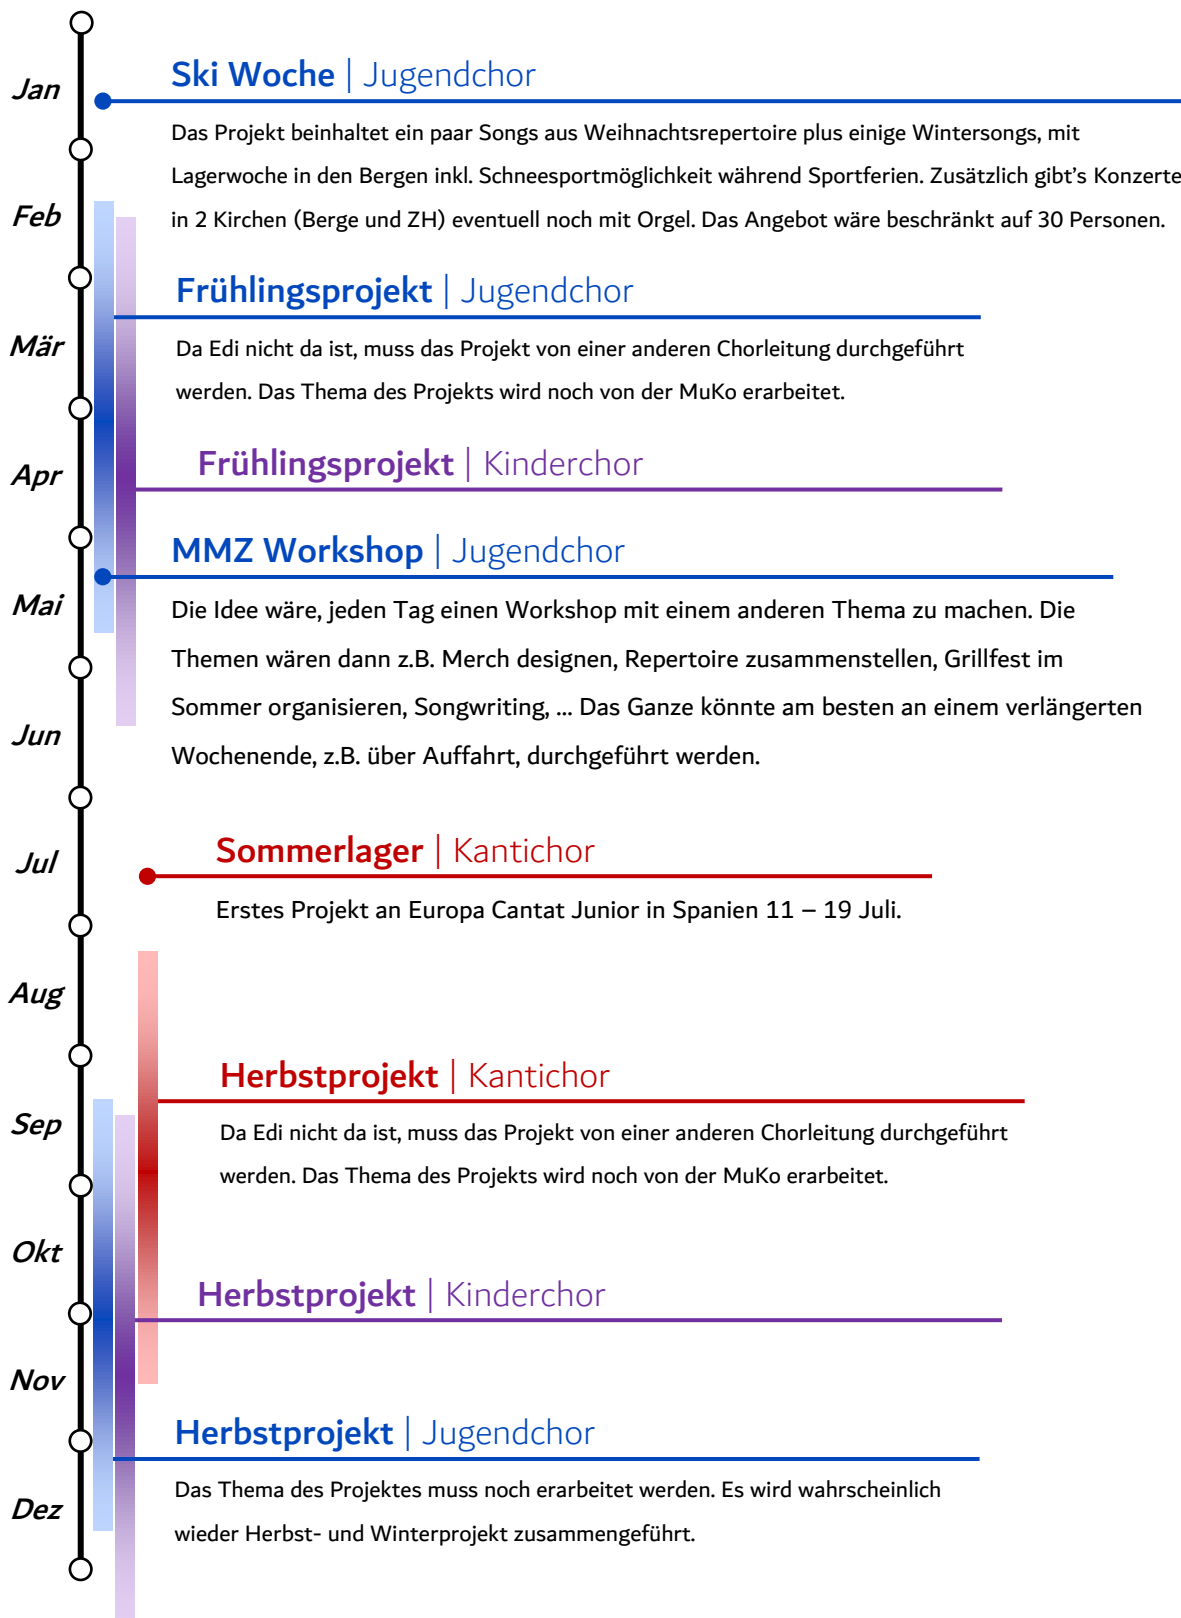 Jan
Ski Woche | Jugendchor
Das Projekt beinhaltet ein paar Songs aus Weihnachtsrepertoire plus einige Wintersongs, mit
Lagerwoche in den Bergen inkl. Schneesportmöglichkeit während Sportferien. Zusätzlich gibt's Konzerte
in 2 Kirchen (Berge und ZH) eventuell noch mit Orgel. Das Angebot wäre beschränkt auf 30 Personen.
Feb
Frühlingsprojekt | Jugendchor
Mär
Da Edi nicht da ist, muss das Projekt von einer anderen Chorleitung durchgeführt
werden. Das Thema des Projekts wird noch von der MuKo erarbeitet.
Apr
Frühlingsprojekt | Kinderchor
MMZ Workshop | Jugendchor
Mai
Die Idee wäre, jeden Tag einen Workshop mit einem anderen Thema zu machen. Die
Themen wären dann z.B. Merch designen, Repertoire zusammenstellen, Grillfest im
Sommer organisieren, Songwriting, ... Das Ganze könnte am besten an einem verlängerten
Wochenende, z.B. über Auffahrt, durchgeführt werden.
Jun
Jul
Sommerlager | Kantichor
Erstes Projekt an Europa Cantat Junior in Spanien 11 – 19 Juli.
Aug
Herbstprojekt | Kantichor
Sep
Da Edi nicht da ist, muss das Projekt von einer anderen Chorleitung durchgeführt
werden. Das Thema des Projekts wird noch von der MuKo erarbeitet.
Okt
Herbstprojekt | Kinderchor
Nov
Herbstprojekt | Jugendchor
Das Thema des Projektes muss noch erarbeitet werden. Es wird wahrscheinlich
wieder Herbst- und Winterprojekt zusammengeführt.
Dez